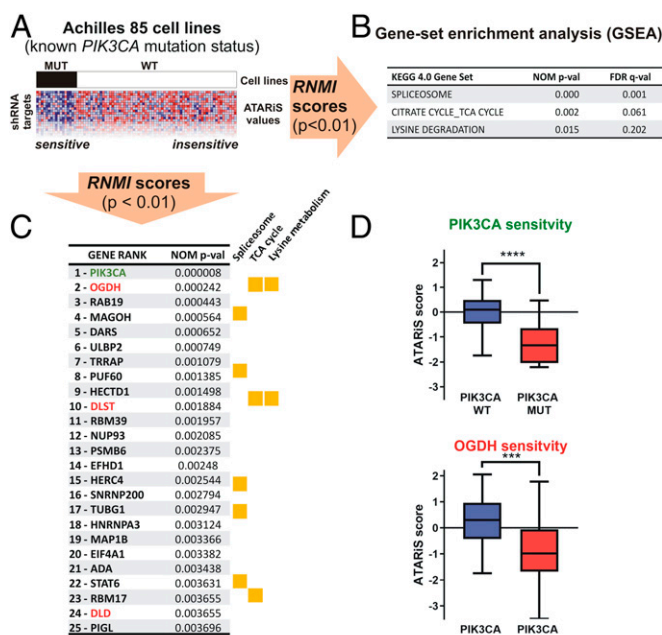 A
Achilles 85 cell lines
(known PIK3CA mutation status)
MUT
WT
Cell lines
shRNA targets
ATARiS values
sensitive
insensitive
RNMI scores
(p<0.01)
B
Gene-set enrichment analysis (GSEA)
KEGG 4.0 Gene Set NOM p-val FDR q-val
SPLICEOSOME 0.000 0.001
CITRATE CYCLE_TCA CYCLE 0.002 0.061
LYSINE DEGRADATION 0.015 0.202
RNMI scores
(p < 0.01)
C
Spliceosome
TCA cycle
Lysine metabolism
GENE RANK NOM p-val
1 - PIK3CA 0.000008
2 - OGDH 0.000242
3 - RAB19 0.000443
4 - MAGOH 0.000564
5 - DARS 0.000652
6 - ULBP2 0.000749
7 - TRRAP 0.001079
8 - PUF60 0.001385
9 - HECTD1 0.001498
10 - DLST 0.001884
11 - RBM39 0.001957
12 - NUP93 0.002085
13 - PSMB6 0.002375
14 - EFHD1 0.00248
15 - HERC4 0.002544
16 - SNRNP200 0.002794
17 - TUBG1 0.002947
18 - HNRNPA3 0.003124
19 - MAP1B 0.003366
20 - EIF4A1 0.003382
21 - ADA 0.003438
22 - STAT6 0.003631
23 - RBM17 0.003655
24 - DLD 0.003655
25 - PIGL 0.003696
D
PIK3CA sensitvity
ATARiS score
2
1
0
-1
-2
-3
****
PIK3CA WT
PIK3CA MUT
OGDH sensitivity
ATARiS score
2
1
0
-1
-2
-3
***
PIK3CA
PIK3CA